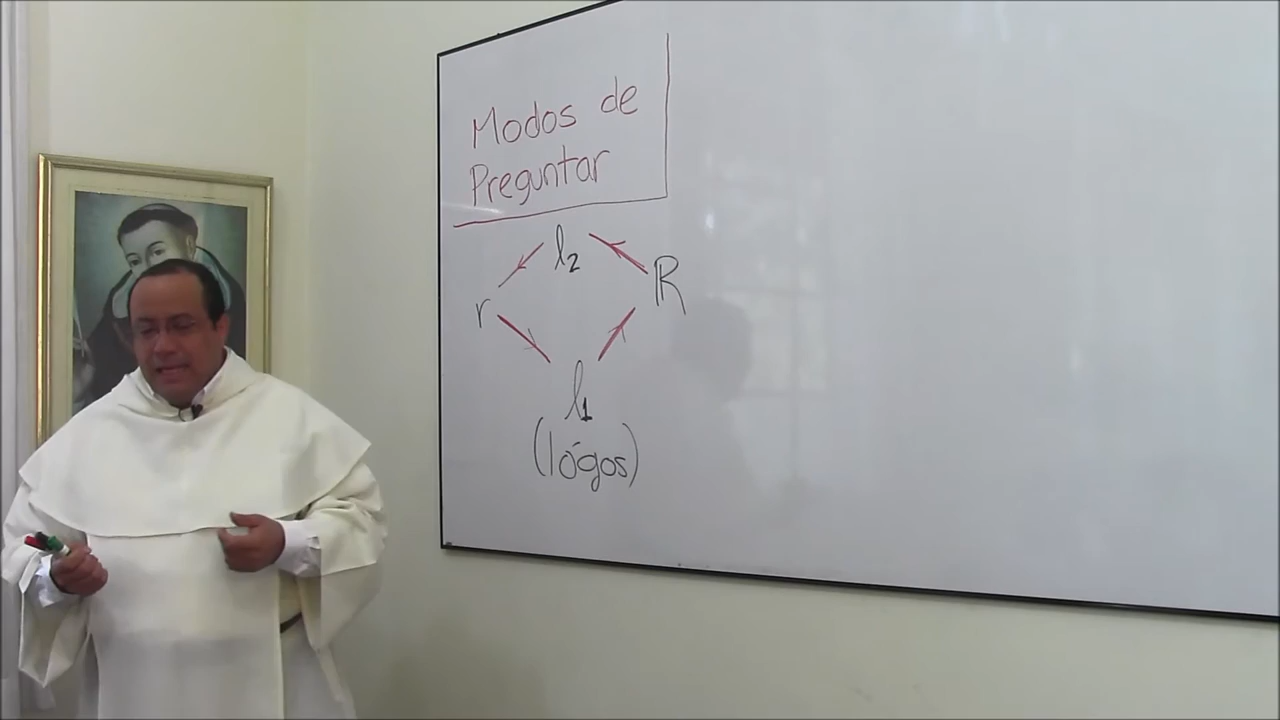 Modos de
Preguntar
l₂
r
ℝ
l₁
(lógos)